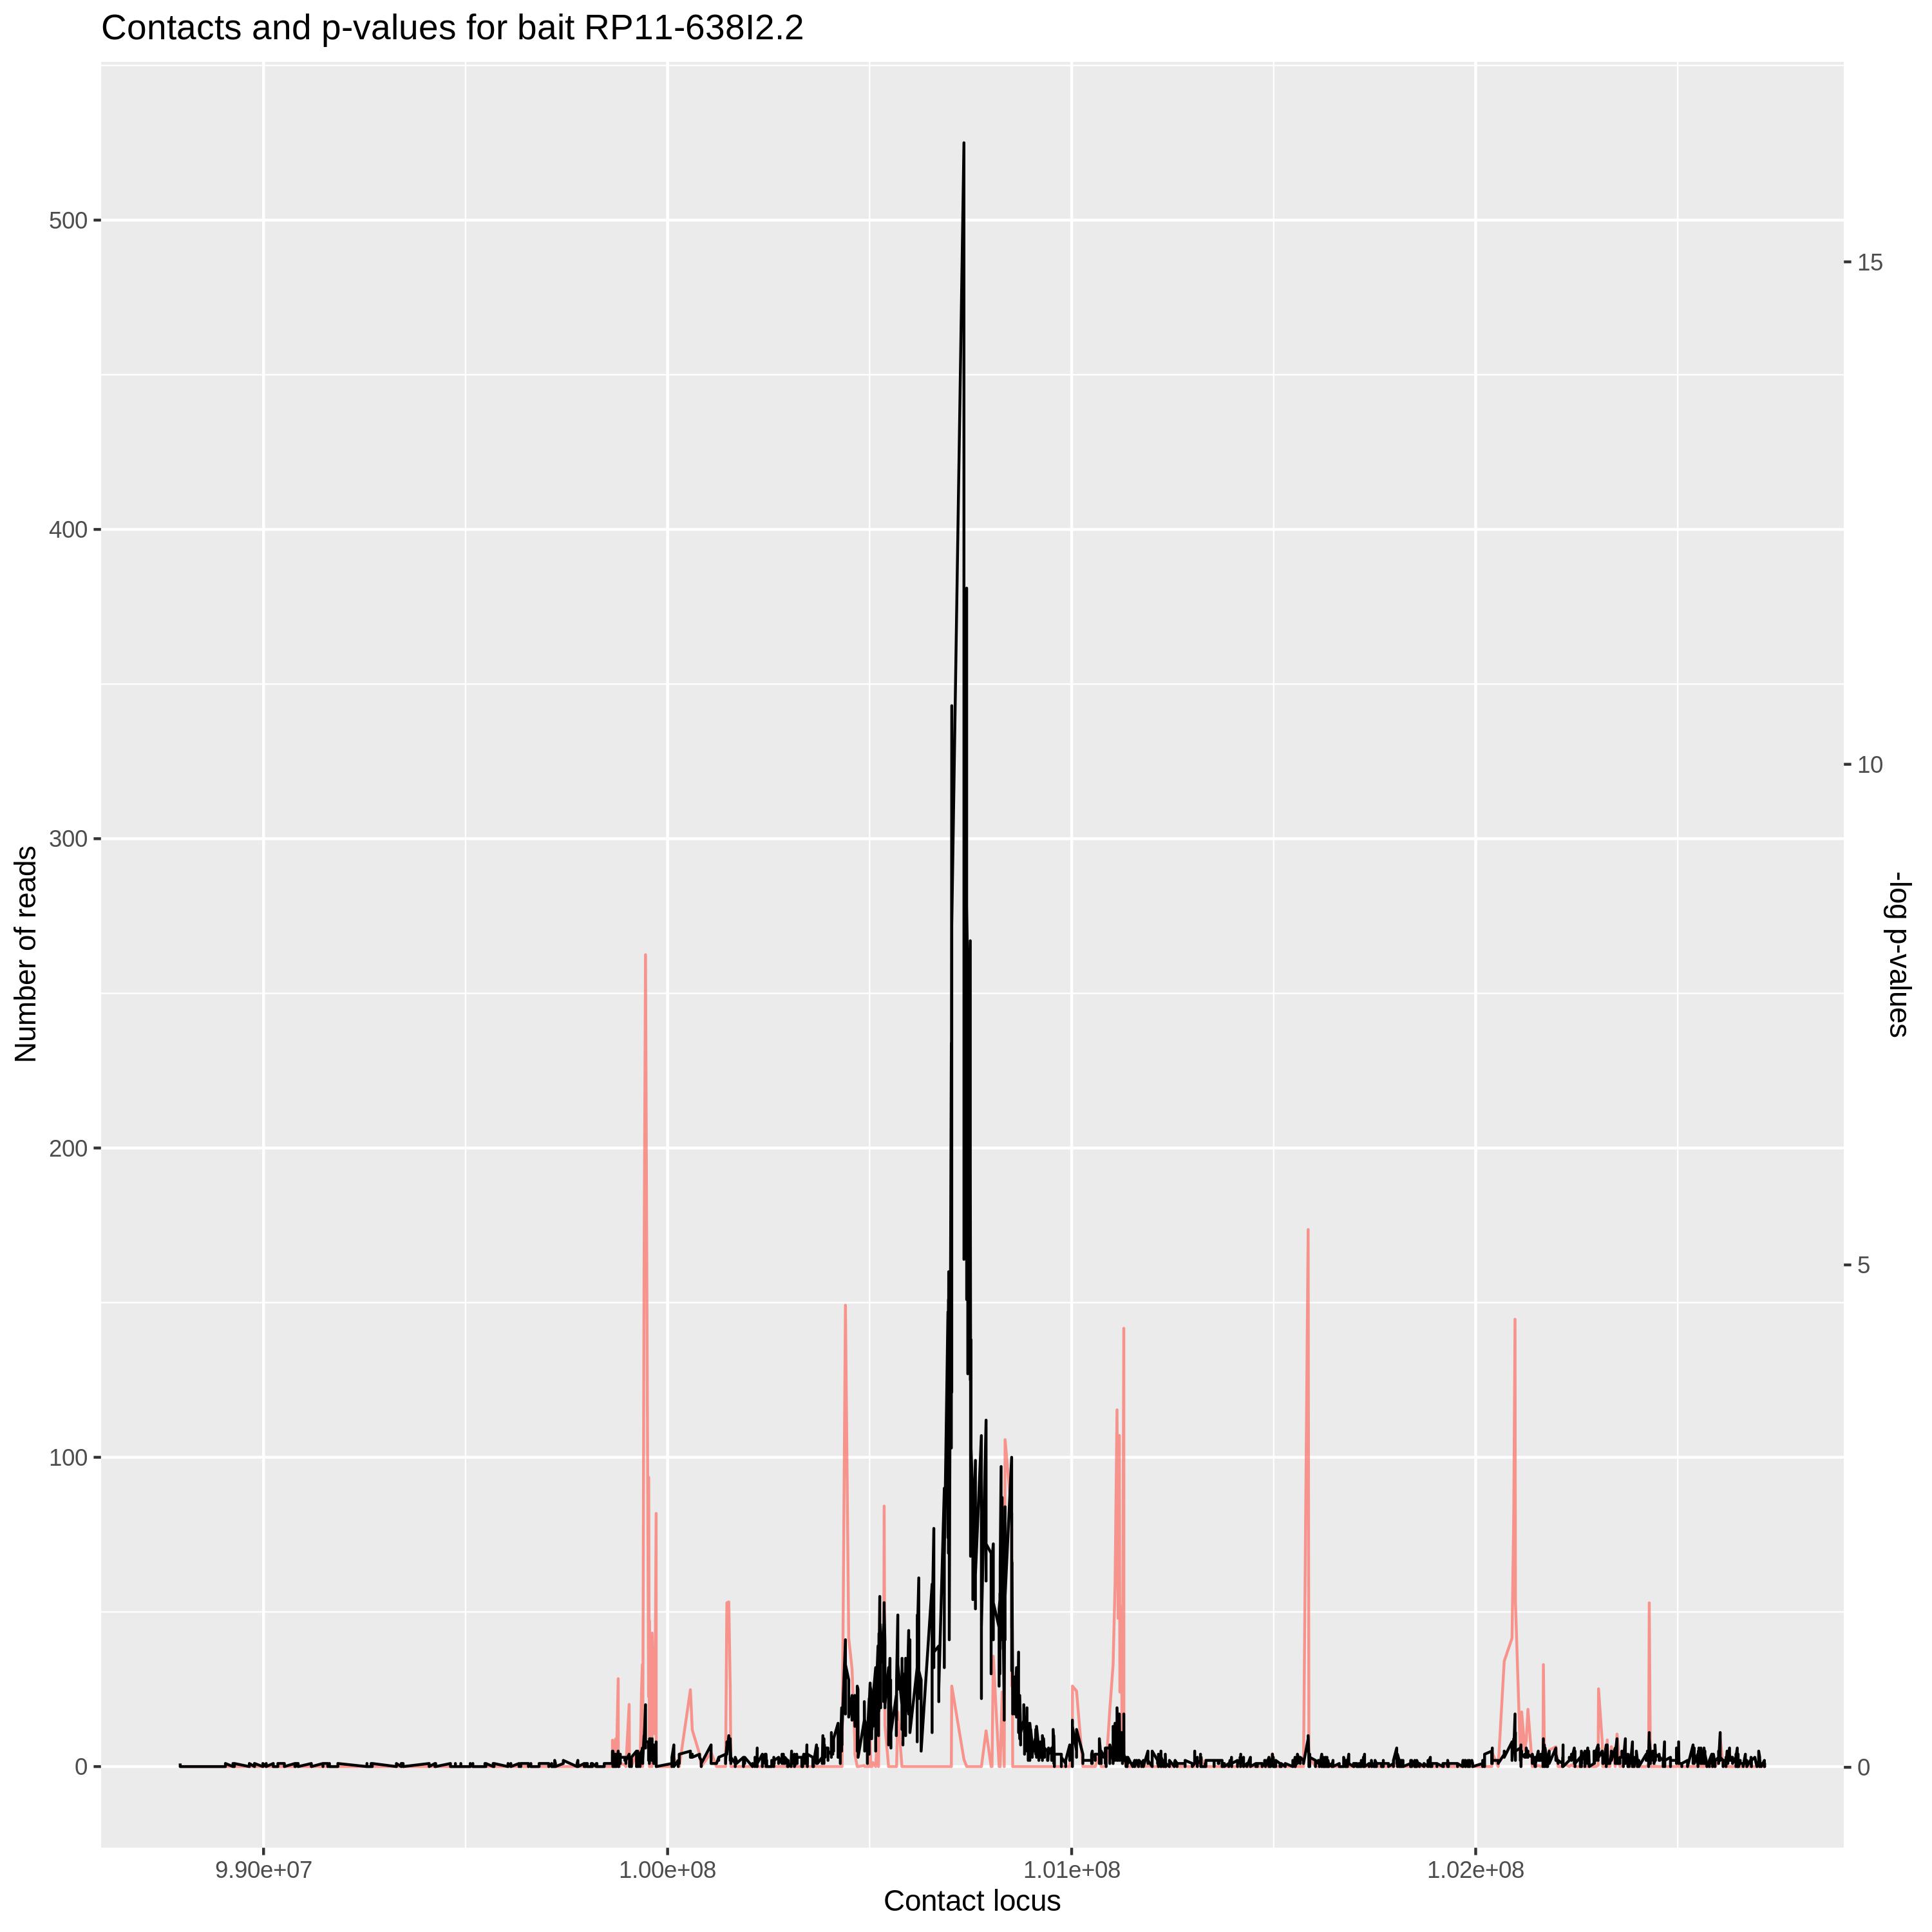 Contacts and p-values for bait RP11-638I2.2
500
400
300
200
100
0
Number of reads
15
10
5
0
-log p-values
9.90e+07
1.00e+08
1.01e+08
1.02e+08
Contact locus